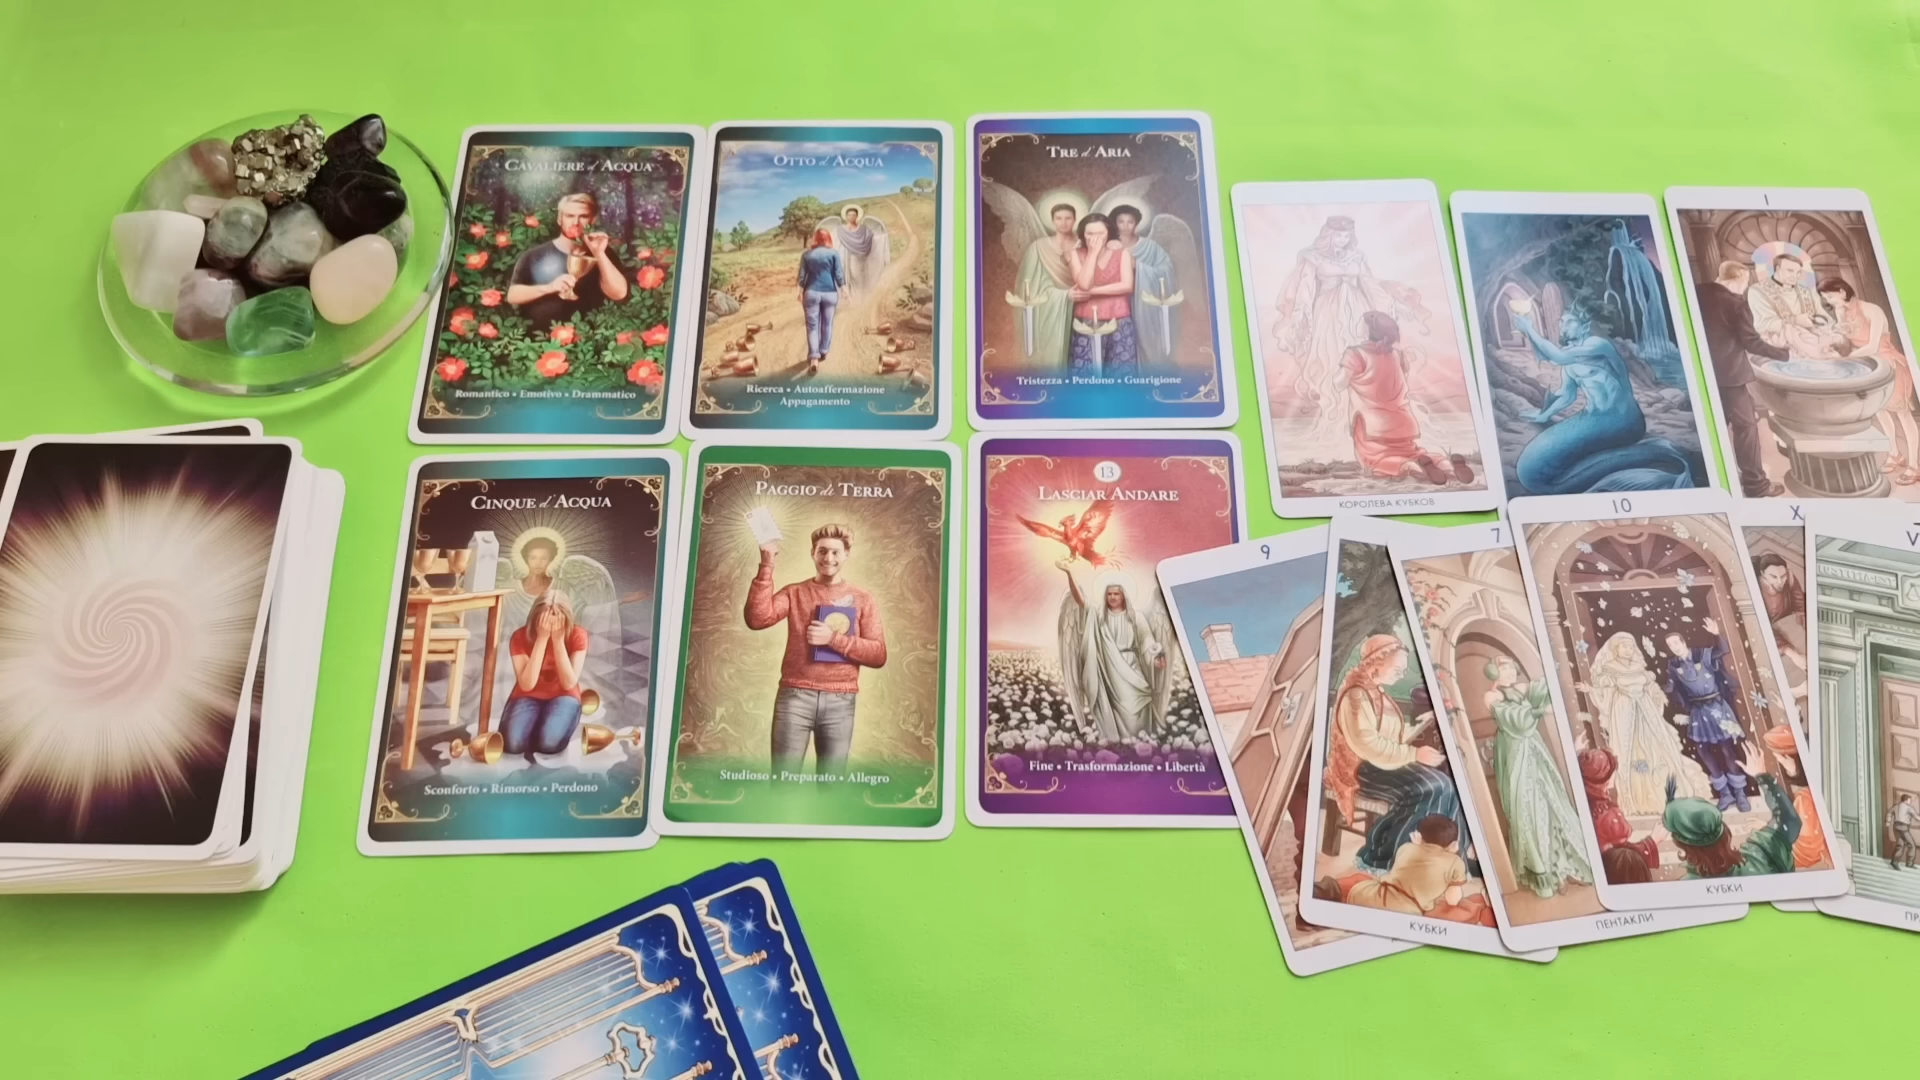 CAVALIERE d'ACQUA
Romantico • Emotivo • Drammatico
OTTO d'ACQUA
Ricerca • Autoaffermazione
Appagamento
TRE d'ARIA
Tristezza • Perdono • Guarigione
КОРОЛЕВА КУБКОВ
I
CINQUE d'ACQUA
Sconforto • Rimorso • Perdono
PAGGIO di TERRA
Studioso • Preparato • Allegro
13
LASCIAR ANDARE
Fine • Trasformazione • Libertà
9
КУБКИ
7
ПЕНТАКЛИ
10
КУБКИ
X